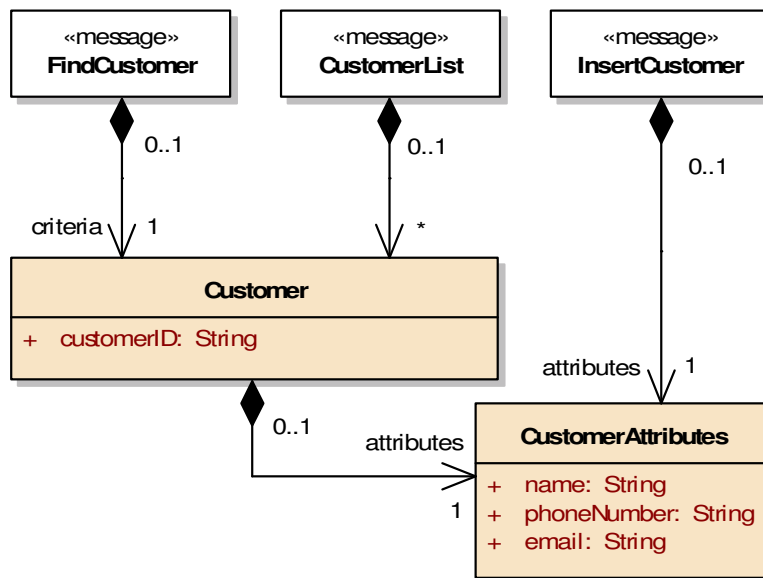 «message»
FindCustomer
«message»
CustomerList
«message»
InsertCustomer
0..1
0..1
0..1
criteria 1
*
Customer
+ customerID: String
attributes 1
0..1
attributes
1
CustomerAttributes
+ name: String
+ phoneNumber: String
+ email: String